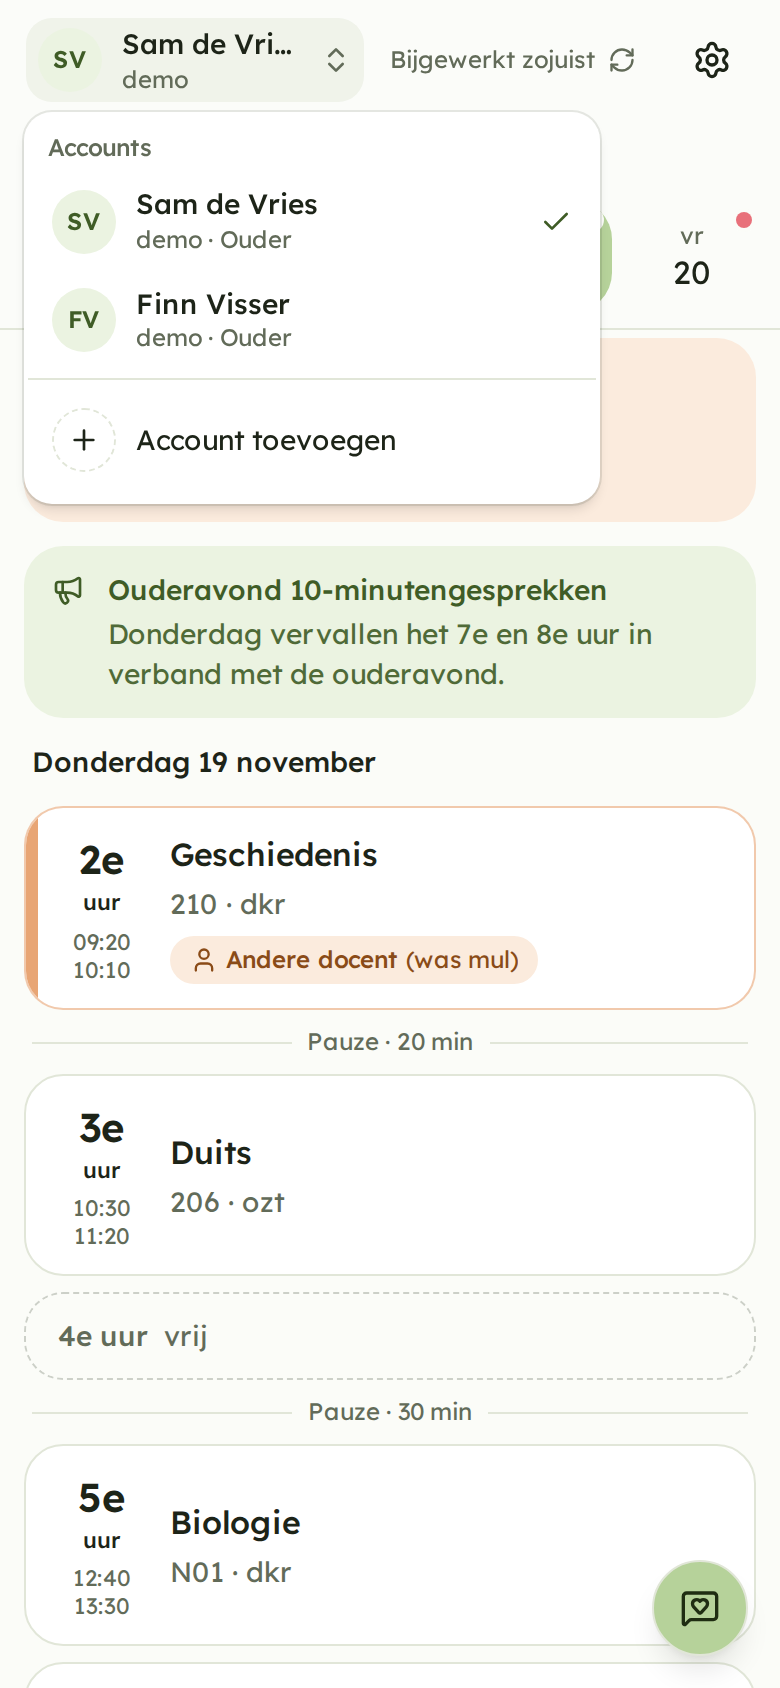 SV
Sam de Vri...
demo
Bijgewerkt zojuist
Accounts
SV
Sam de Vries
demo · Ouder
FV
Finn Visser
demo · Ouder
Account toevoegen
vr
20
Ouderavond 10-minutengesprekken
Donderdag vervallen het 7e en 8e uur in
verband met de ouderavond.
Donderdag 19 november
2e
uur
09:20
10:10
Geschiedenis
210 · dkr
Andere docent (was mul)
Pauze · 20 min
3e
uur
10:30
11:20
Duits
206 · ozt
4e uur vrij
Pauze · 30 min
5e
uur
12:40
13:30
Biologie
N01 · dkr